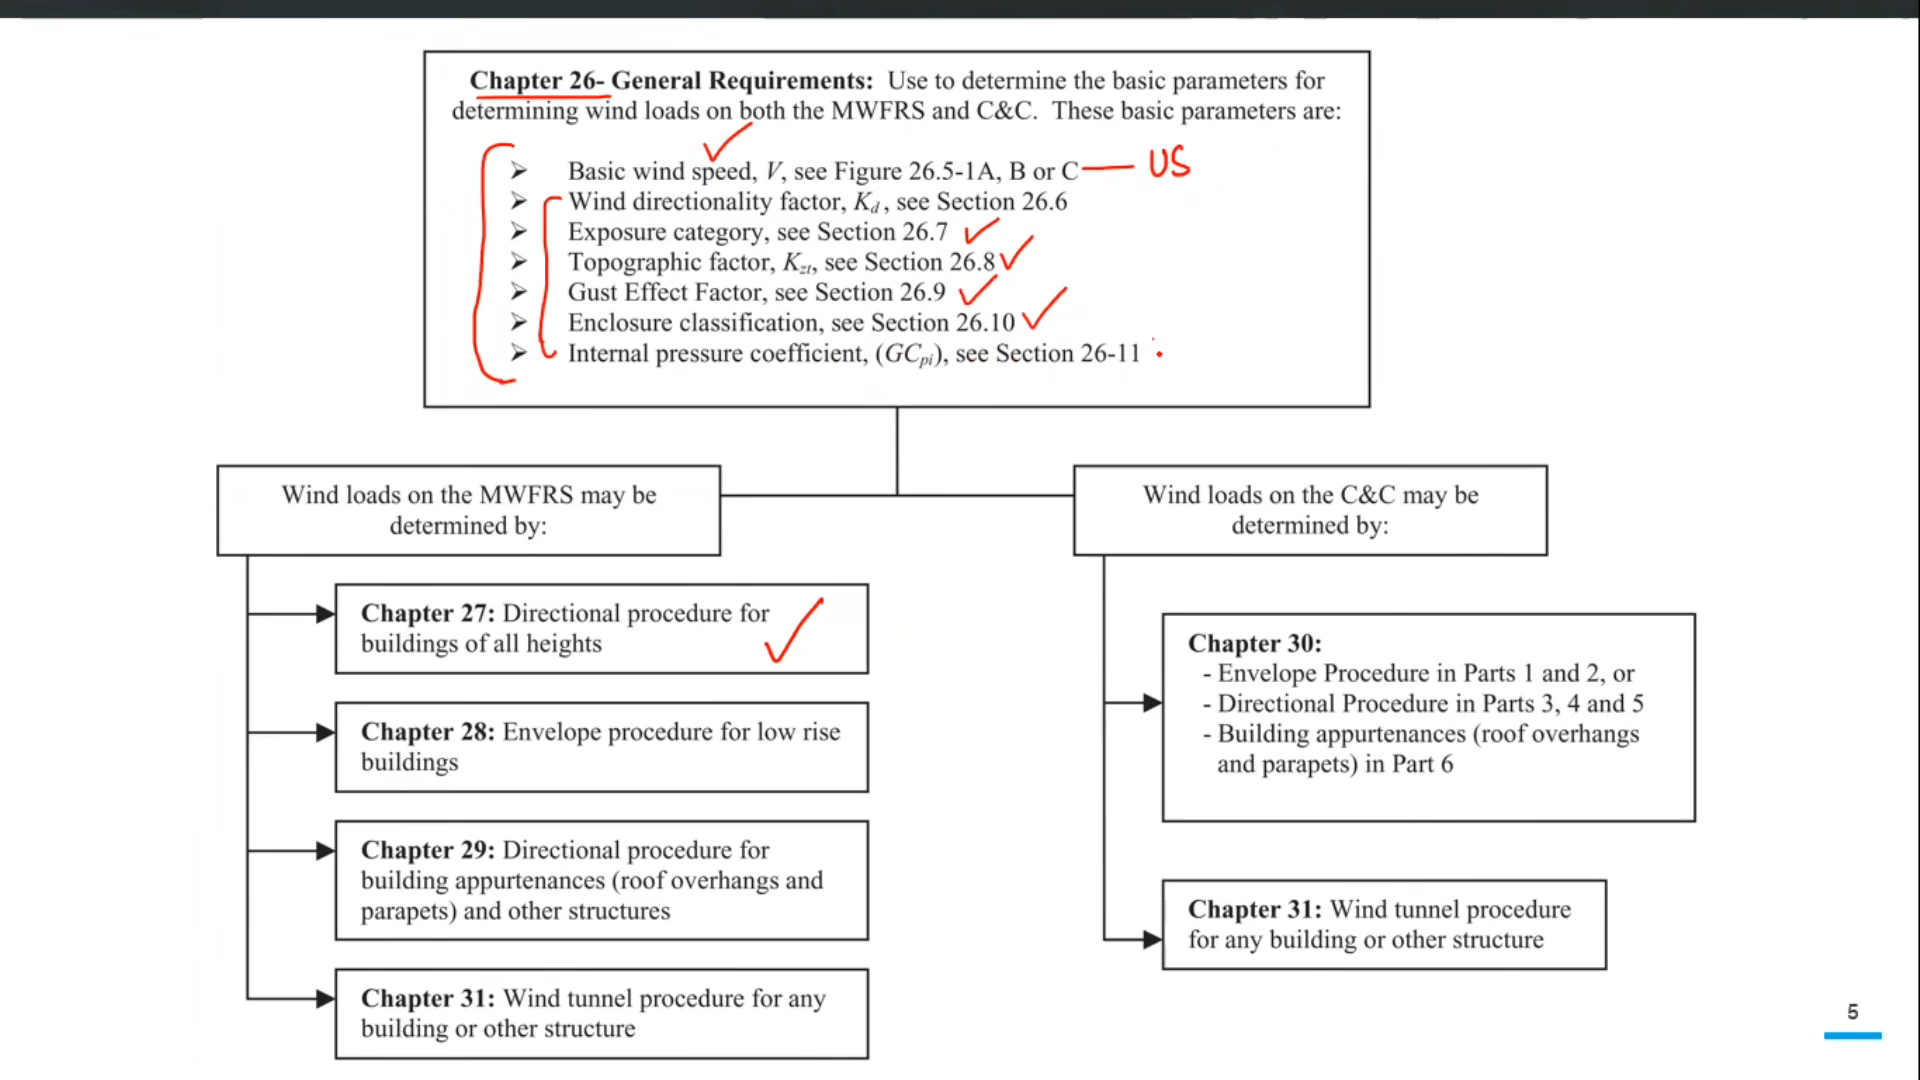 Chapter 26- General Requirements: Use to determine the basic parameters for
determining wind loads on both the MWFRS and C&C. These basic parameters are:
➢ Basic wind speed, V, see Figure 26.5-1A, B or C — US
➢ Wind directionality factor, Kd, see Section 26.6
➢ Exposure category, see Section 26.7
➢ Topographic factor, Kzt, see Section 26.8
➢ Gust Effect Factor, see Section 26.9
➢ Enclosure classification, see Section 26.10
➢ Internal pressure coefficient, (GCpi), see Section 26-11
Wind loads on the MWFRS may be
determined by:
Chapter 27: Directional procedure for
buildings of all heights
Chapter 28: Envelope procedure for low rise
buildings
Chapter 29: Directional procedure for
building appurtenances (roof overhangs and
parapets) and other structures
Chapter 31: Wind tunnel procedure for any
building or other structure
Wind loads on the C&C may be
determined by:
Chapter 30:
- Envelope Procedure in Parts 1 and 2, or
- Directional Procedure in Parts 3, 4 and 5
- Building appurtenances (roof overhangs
and parapets) in Part 6
Chapter 31: Wind tunnel procedure
for any building or other structure
5